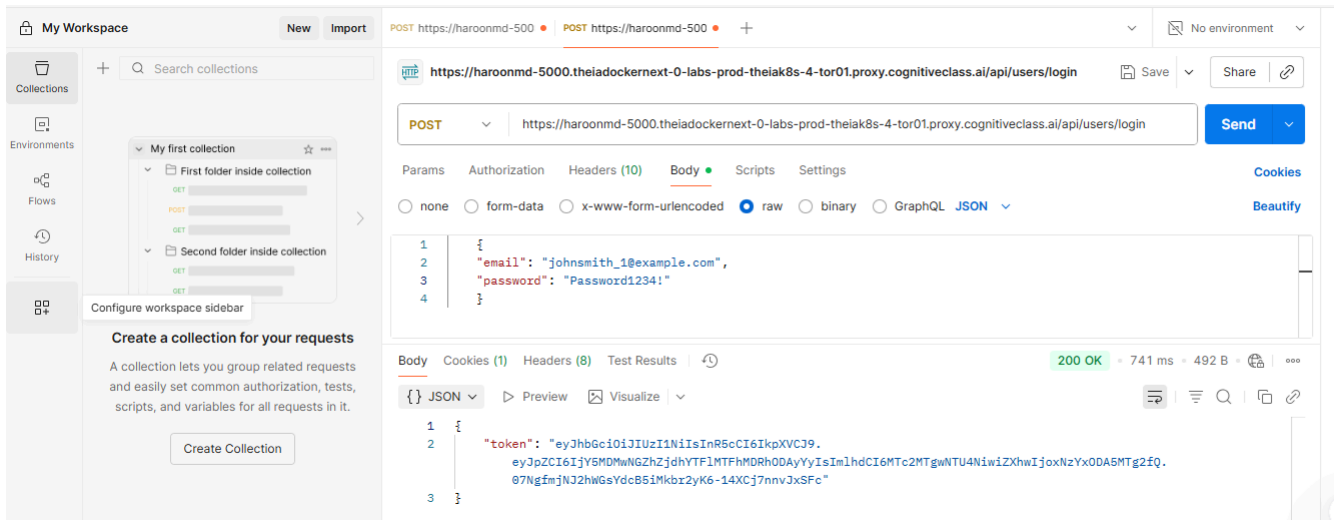 My Workspace
New
Import
POST https://haroonmd-500
POST https://haroonmd-500
No environment
Collections
Environments
Flows
History
Search collections
My first collection
First folder inside collection
GET
POST
GET
Second folder inside collection
GET
GET
Configure workspace sidebar
Create a collection for your requests
A collection lets you group related requests
and easily set common authorization, tests,
scripts, and variables for all requests in it.
Create Collection
HTTP https://haroonmd-5000.theiadockernext-0-labs-prod-theiak8s-4-tor01.proxy.cognitiveclass.ai/api/users/login
Save
Share
POST https://haroonmd-5000.theiadockernext-0-labs-prod-theiak8s-4-tor01.proxy.cognitiveclass.ai/api/users/login
Send
Params Authorization Headers (10) Body Scripts Settings
Cookies
none form-data x-www-form-urlencoded raw binary GraphQL JSON
Beautify
1 {
2 "email": "johnsmith_1@example.com",
3 "password": "Password1234!"
4 }
Body Cookies (1) Headers (8) Test Results
200 OK 741 ms 492 B
{} JSON Preview Visualize
1 {
2 "token": "eyJhbGciOiJIUzI1NiIsInR5cCI6IkpXVCJ9.
eyJpZCI6IjY5MDMwNGZhZjdhYTFlMTFhMDRhODAyYyIsImlhdCI6MTc2MTgwNTU4NiwiZXhwIjoxNzYxODA5MTg2fQ.
07NgfmjNJ2hWGsYdcB5iMkbr2yK6-14XCj7nnvJxSFc"
3 }